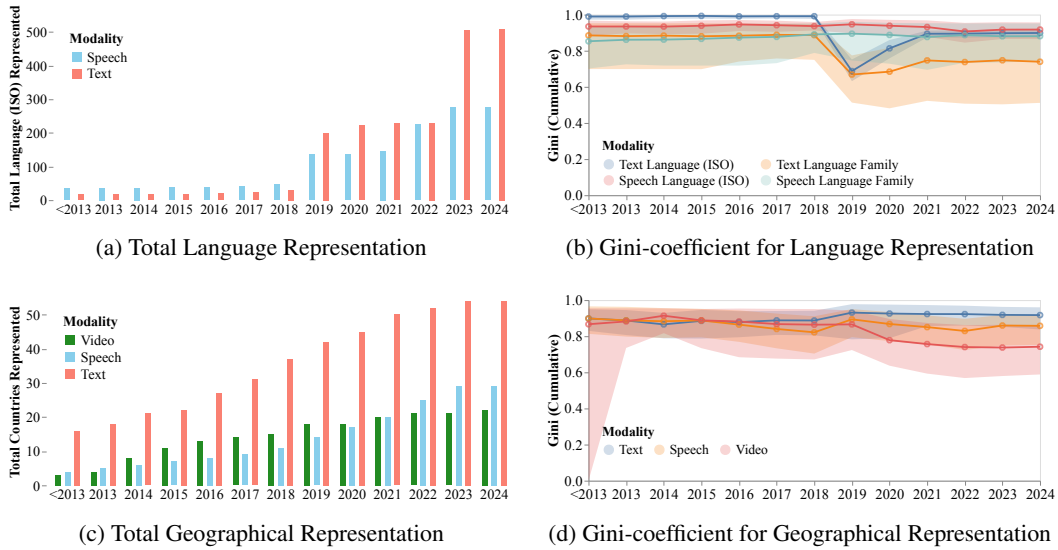 Total Language (ISO) Represented
500
400
300
200
100
0
Modality
Speech
Text
<2013 2013 2014 2015 2016 2017 2018 2019 2020 2021 2022 2023 2024
(a) Total Language Representation
Gini (Cumulative)
1.0
0.8
0.6
0.4
0.2
0.0
Modality
Text Language (ISO) Text Language Family
Speech Language (ISO) Speech Language Family
<2013 2013 2014 2015 2016 2017 2018 2019 2020 2021 2022 2023 2024
(b) Gini-coefficient for Language Representation
Total Countries Represented
50
40
30
20
10
0
Modality
Video
Speech
Text
<2013 2013 2014 2015 2016 2017 2018 2019 2020 2021 2022 2023 2024
(c) Total Geographical Representation
Gini (Cumulative)
1.0
0.8
0.6
0.4
0.2
0.0
Modality
Text Speech Video
<2013 2013 2014 2015 2016 2017 2018 2019 2020 2021 2022 2023 2024
(d) Gini-coefficient for Geographical Representation